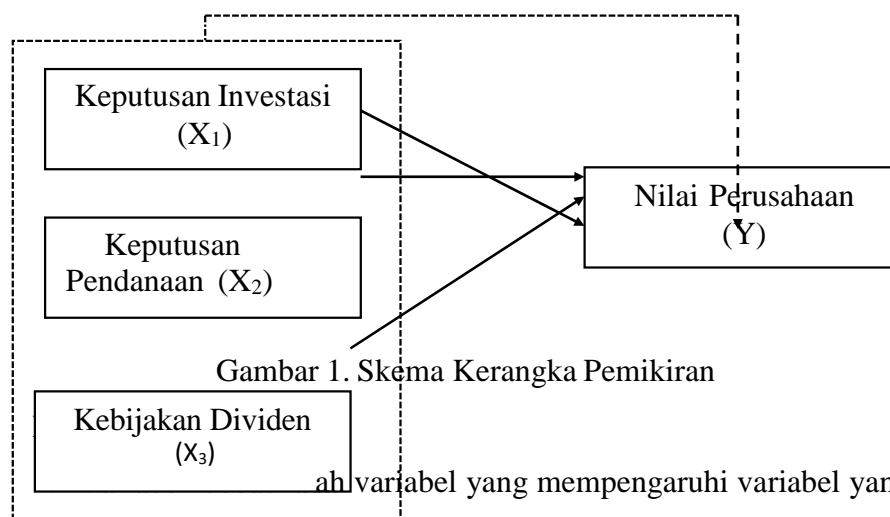 Keputusan Investasi
(X₁)
Keputusan
Pendanaan (X₂)
Nilai Perusahaan
(Y)
Gambar 1. Skema Kerangka Pemikiran
Kebijakan Dividen
(X₃)
ah variabel yang mempengaruhi variabel yan